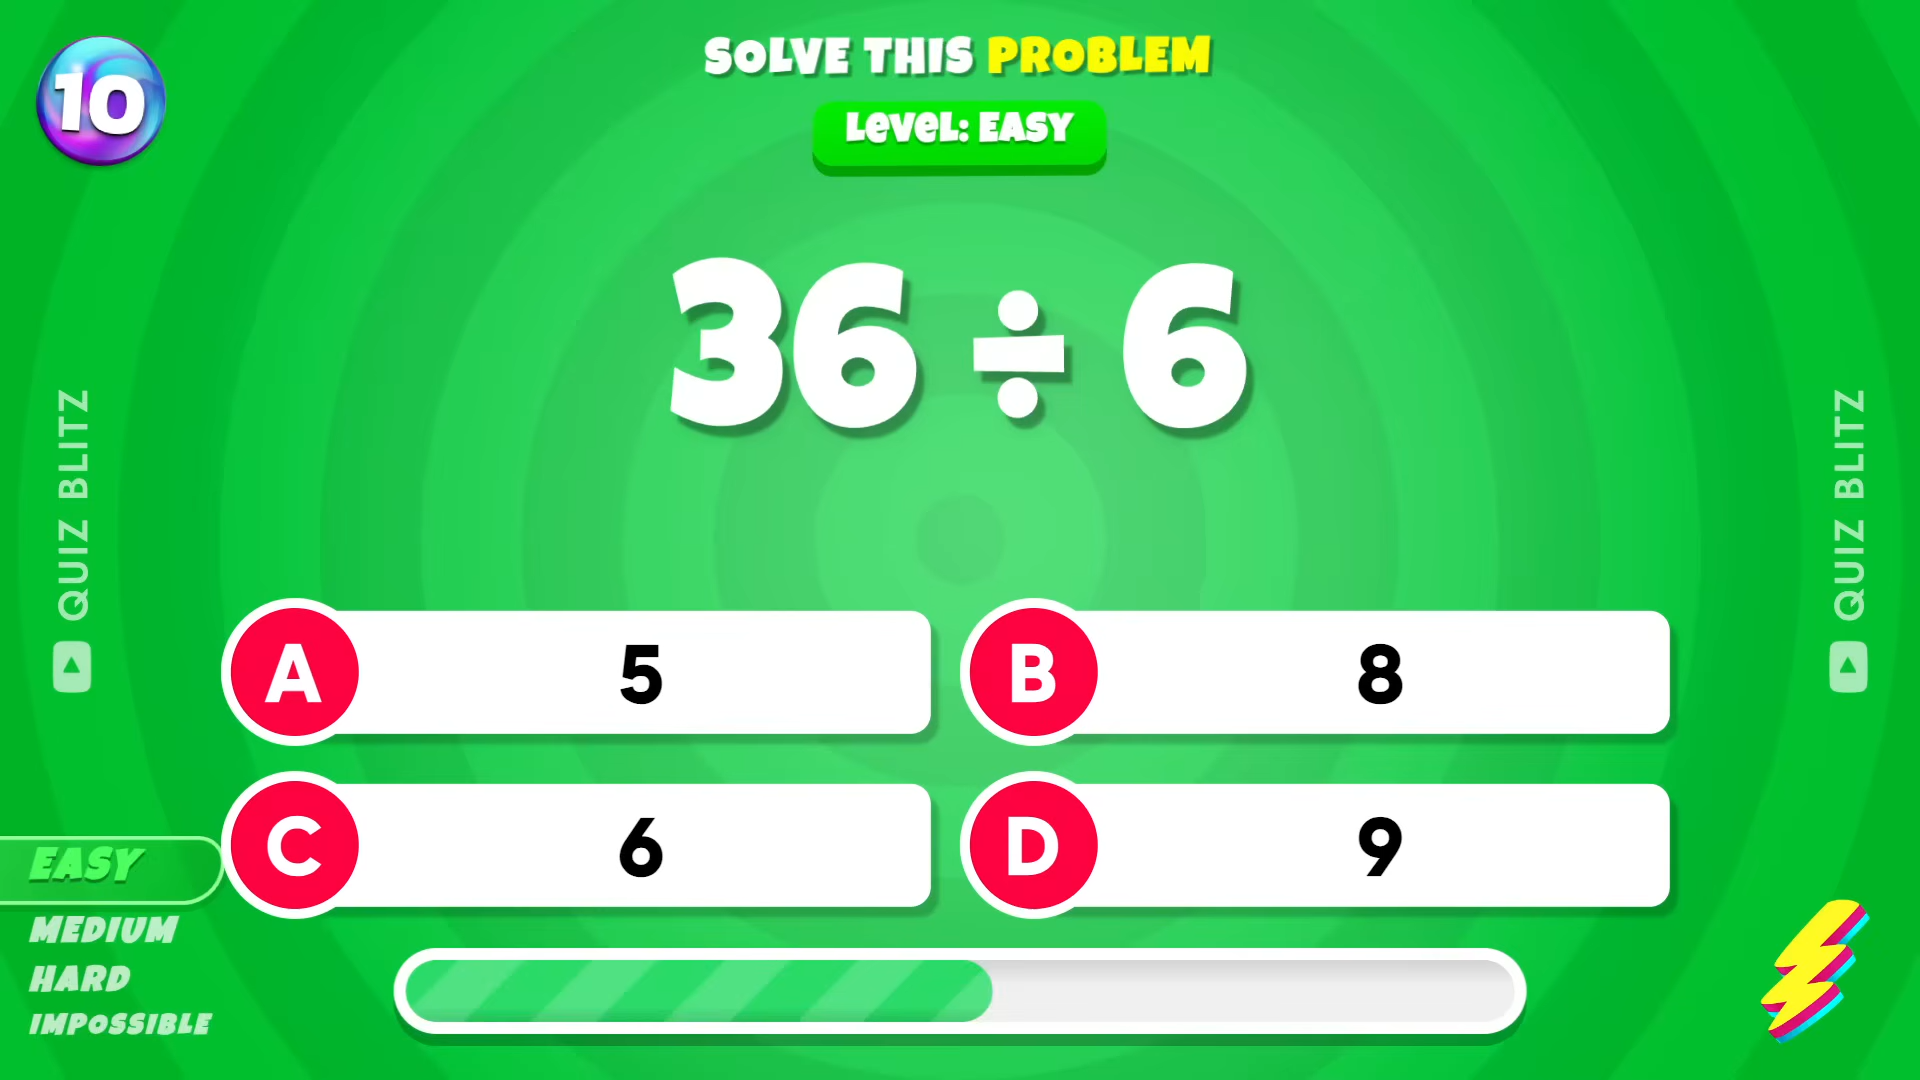 10
SOLVE THIS PROBLEM
LEVEL: EASY
36 ÷ 6
QUIZ BLITZ
QUIZ BLITZ
A 5
B 8
C 6
D 9
EASY
MEDIUM
HARD
IMPOSSIBLE